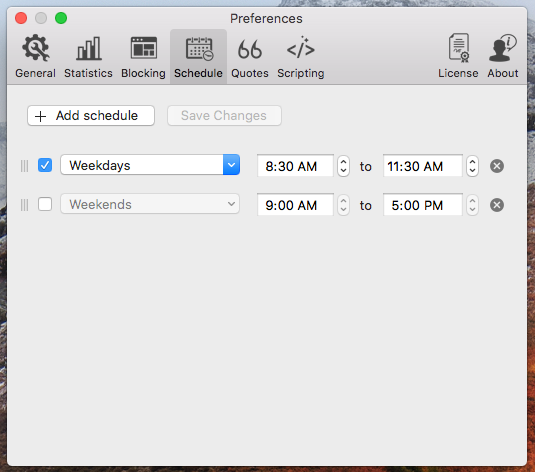 Preferences
General Statistics Blocking Schedule Quotes Scripting License About
+ Add schedule Save Changes
Weekdays 8:30 AM to 11:30 AM
Weekends 9:00 AM to 5:00 PM